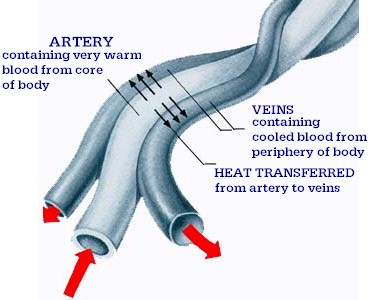 ARTERY
containing very warm
blood from core
of body
VEINS
containing
cooled blood from
periphery of body
HEAT TRANSFERRED
from artery to veins